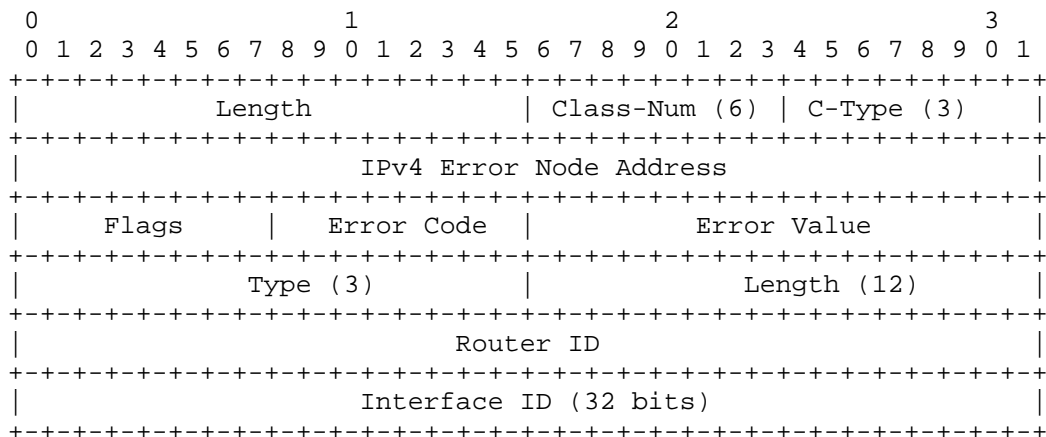 0                   1                   2                   3
 0 1 2 3 4 5 6 7 8 9 0 1 2 3 4 5 6 7 8 9 0 1 2 3 4 5 6 7 8 9 0 1
+-+-+-+-+-+-+-+-+-+-+-+-+-+-+-+-+-+-+-+-+-+-+-+-+-+-+-+-+-+-+-+-+
|            Length             | Class-Num (6) | C-Type (3)    |
+-+-+-+-+-+-+-+-+-+-+-+-+-+-+-+-+-+-+-+-+-+-+-+-+-+-+-+-+-+-+-+-+
|                     IPv4 Error Node Address                   |
+-+-+-+-+-+-+-+-+-+-+-+-+-+-+-+-+-+-+-+-+-+-+-+-+-+-+-+-+-+-+-+-+
|     Flags     |   Error Code  |          Error Value          |
+-+-+-+-+-+-+-+-+-+-+-+-+-+-+-+-+-+-+-+-+-+-+-+-+-+-+-+-+-+-+-+-+
|              Type (3)         |             Length (12)       |
+-+-+-+-+-+-+-+-+-+-+-+-+-+-+-+-+-+-+-+-+-+-+-+-+-+-+-+-+-+-+-+-+
|                           Router ID                           |
+-+-+-+-+-+-+-+-+-+-+-+-+-+-+-+-+-+-+-+-+-+-+-+-+-+-+-+-+-+-+-+-+
|                     Interface ID (32 bits)                    |
+-+-+-+-+-+-+-+-+-+-+-+-+-+-+-+-+-+-+-+-+-+-+-+-+-+-+-+-+-+-+-+-+